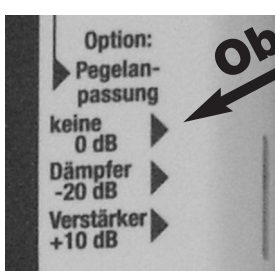 Option:
Pegelan-
passung
keine
0 dB
Dämpfer
-20 dB
Verstärker
+10 dB
Ob